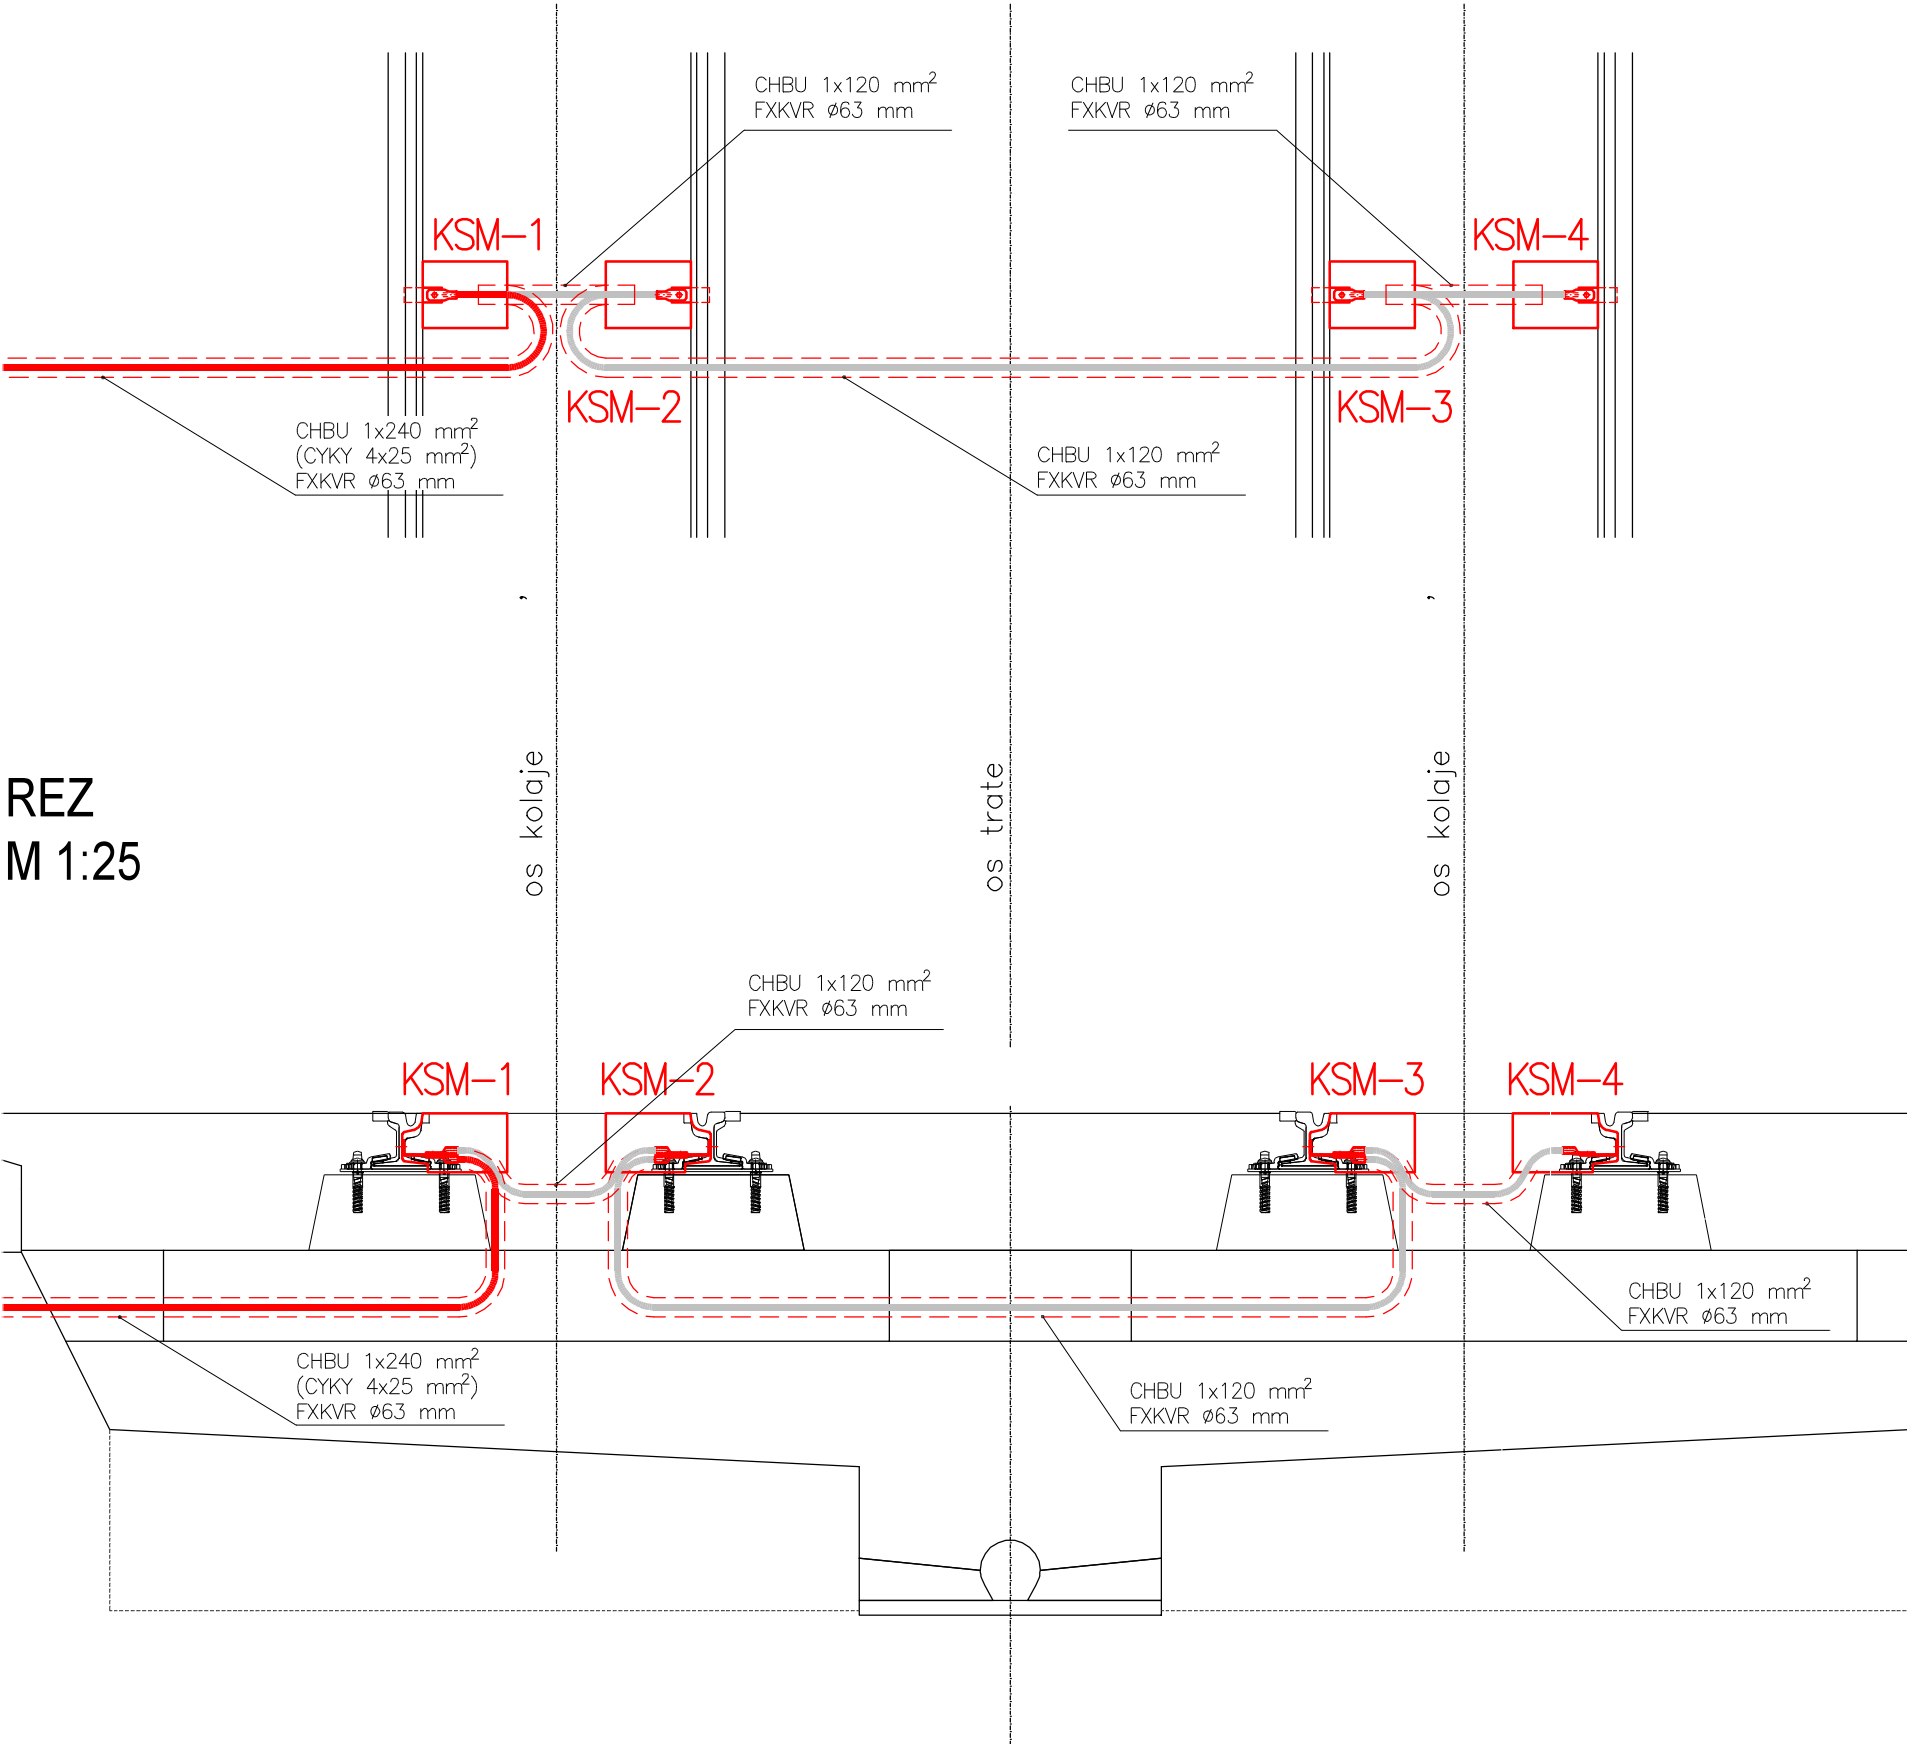 CHBU 1x120 mm²
FXKVR ø63 mm
CHBU 1x120 mm²
FXKVR ø63 mm
KSM-1
KSM-4
KSM-2
KSM-3
CHBU 1x240 mm²
(CYKY 4x25 mm²)
FXKVR ø63 mm
CHBU 1x120 mm²
FXKVR ø63 mm
REZ
M 1:25
os kolaje
os trate
os kolaje
CHBU 1x120 mm²
FXKVR ø63 mm
KSM-1
KSM-2
KSM-3
KSM-4
CHBU 1x120 mm²
FXKVR ø63 mm
CHBU 1x240 mm²
(CYKY 4x25 mm²)
FXKVR ø63 mm
CHBU 1x120 mm²
FXKVR ø63 mm